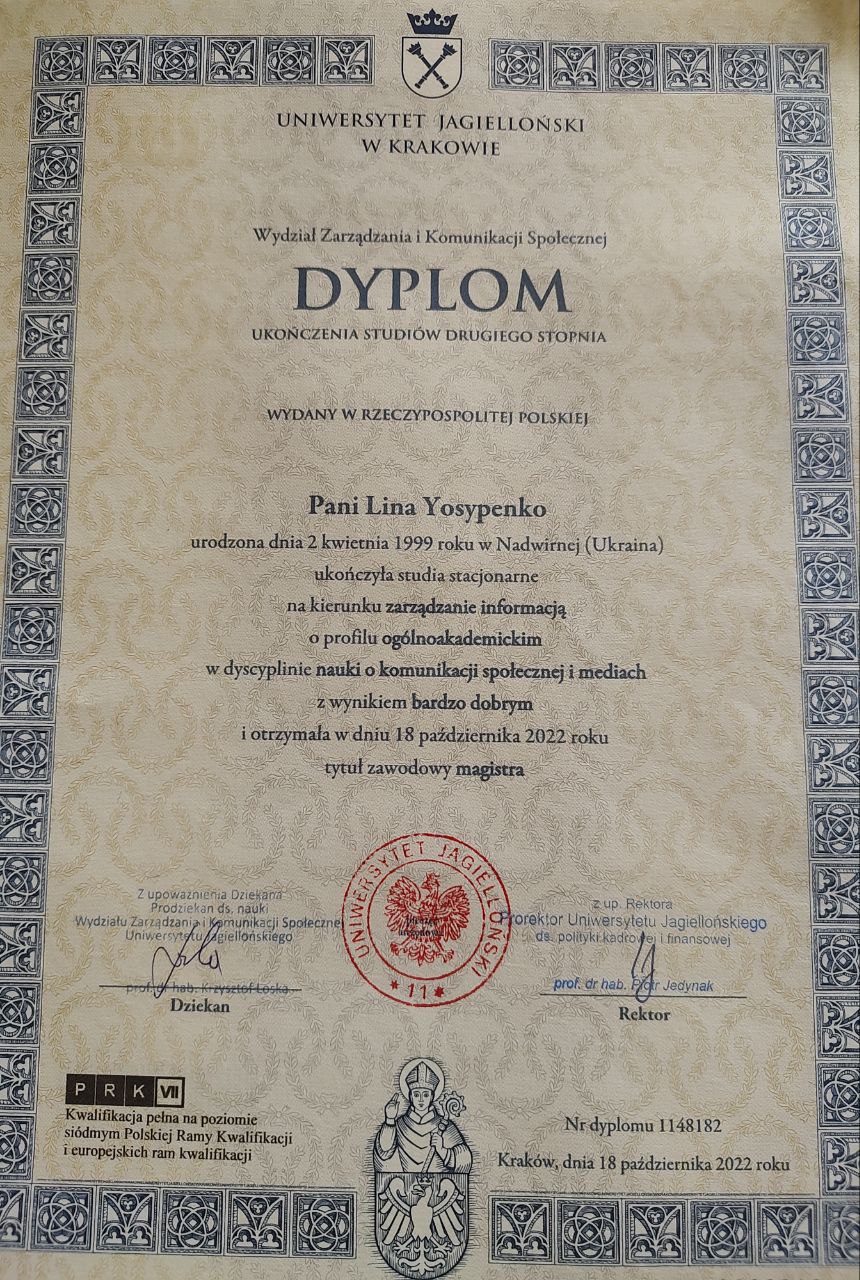 UNIWERSYTET JAGIELLOŃSKI
W KRAKOWIE
Wydział Zarządzania i Komunikacji Społecznej
DYPLOM
UKOŃCZENIA STUDIÓW DRUGIEGO STOPNIA
WYDANY W RZECZYPOSPOLITEJ POLSKIEJ
Pani Lina Yosypenko
urodzona dnia 2 kwietnia 1999 roku w Nadwirnej (Ukraina)
ukończyła studia stacjonarne
na kierunku zarządzanie informacją
o profilu ogólnoakademickim
w dyscyplinie nauki o komunikacji społecznej i mediach
z wynikiem bardzo dobrym
i otrzymała w dniu 18 października 2022 roku
tytuł zawodowy magistra
Z upoważnienia Dziekana
Prodziekan ds. nauki
Wydziału Zarządzania i Komunikacji Społecznej
Uniwersytetu Jagiellońskiego
prof. dr hab. Krzysztof Loska
Dziekan
UNIWERSYTET JAGIELLOŃSKI
* 11 *
z up. Rektora
Prorektor Uniwersytetu Jagiellońskiego
ds. polityki kadrowej i finansowej
prof. dr hab. Piotr Jedynak
Rektor
PRK VII
Kwalifikacja pełna na poziomie
siódmym Polskiej Ramy Kwalifikacji
i europejskich ram kwalifikacji
Nr dyplomu 1148182
Kraków, dnia 18 października 2022 roku